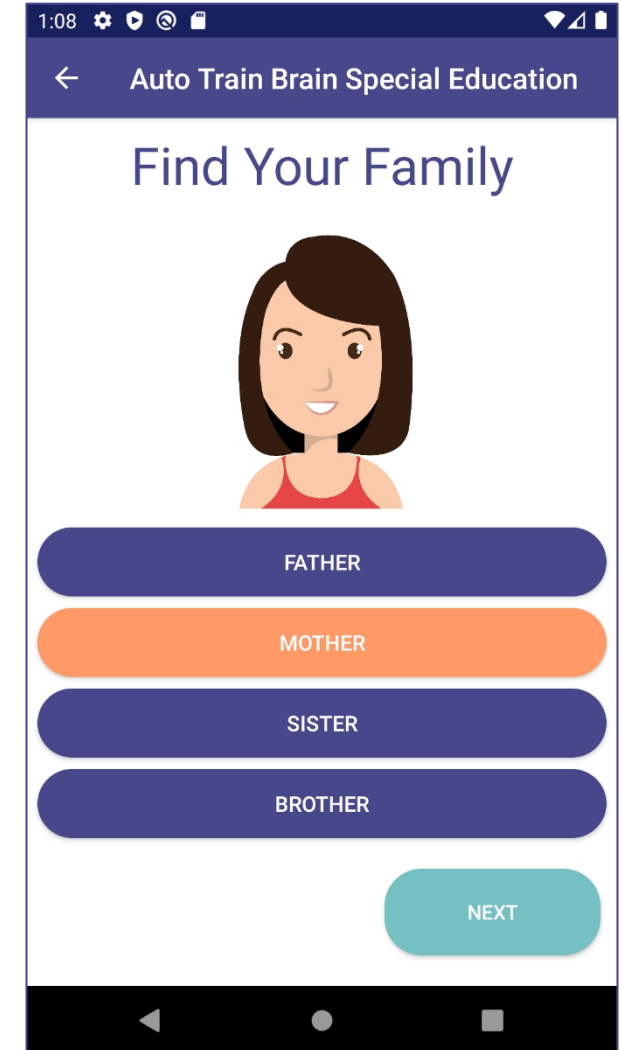 1:08
Auto Train Brain Special Education
Find Your Family
FATHER
MOTHER
SISTER
BROTHER
NEXT